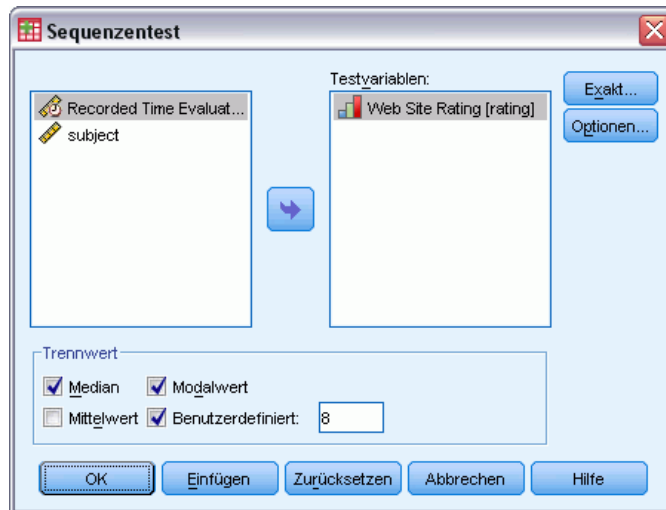 Sequenzentest
Testvariablen:
Recorded Time Evaluat...
subject
Web Site Rating [rating]
Exakt...
Optionen...
Trennwert
Median
Modalwert
Mittelwert
Benutzerdefiniert:
8
OK
Einfügen
Zurücksetzen
Abbrechen
Hilfe